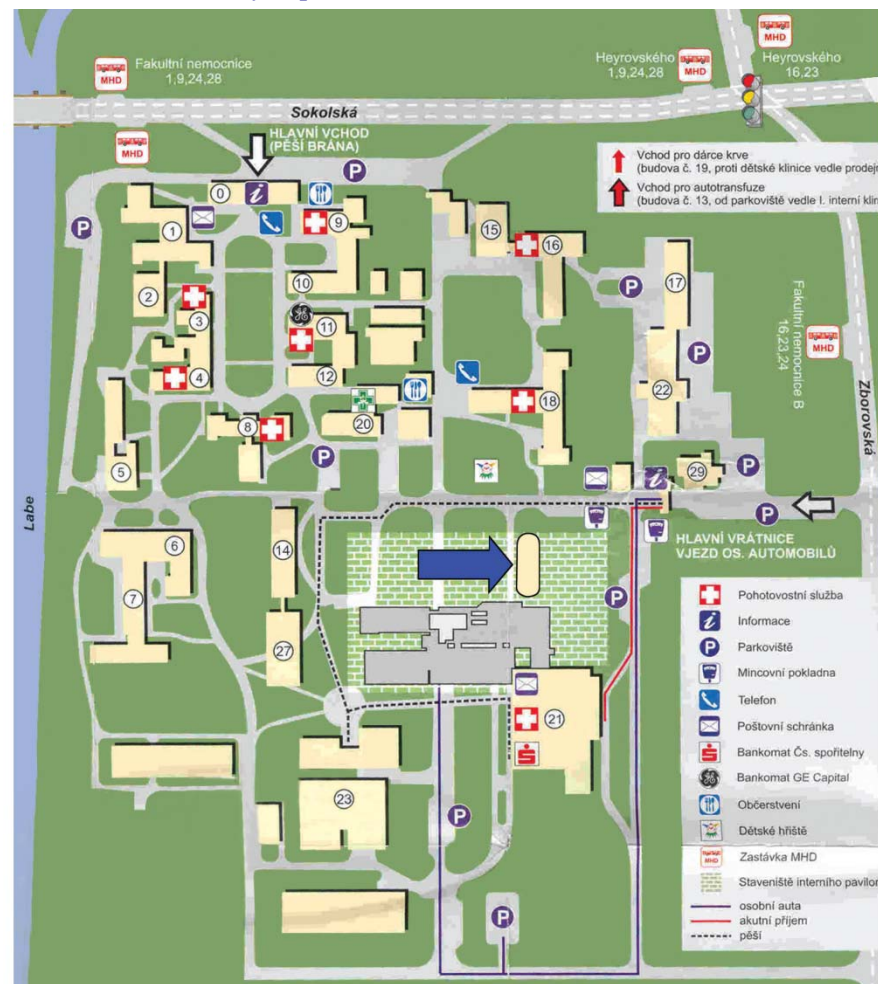 Fakultní nemocnice
1,9,24,28
MHD
Heyrovského
1,9,24,28
MHD
MHD
Heyrovského
16,23
Sokolská
MHD
HLAVNÍ VCHOD
(PĚŠÍ BRÁNA)
P
Vchod pro dárce krve
(budova č. 19, proti dětské klinice vedle prodej
Vchod pro autotransfuze
(budova č. 13, od parkoviště vedle I. interní klin
0
i
9
P
1
15
16
2
10
P
17
3
11
Fakultní nemocnice B
16,23,24
MHD
P
4
12
18
22
Zborovská
8
20
P
5
29
P
i
P
Labe
HLAVNÍ VRÁTNICE
VJEZD OS. AUTOMOBILŮ
6
14
7
P
27
21
23
P
P
Pohotovostní služba
i Informace
P Parkoviště
Mincovní pokladna
Telefon
Poštovní schránka
Bankomat Čs. spořitelny
Bankomat GE Capital
Občerstvení
Dětské hřiště
MHD Zastávka MHD
Staveniště interního pavilon
osobní auta
akutní příjem
pěší